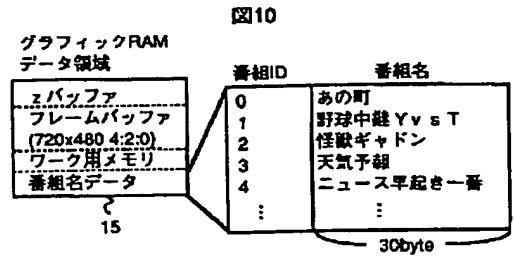 図10
グラフィックRAM
データ領域
zバッファ
フレームバッファ
(720x480 4:2:0)
ワーク用メモリ
番組名データ
15
番組ID 番組名
0 あの町
1 野球中継YvsT
2 怪獣ギャドン
3 天気予報
4 ニュース早起き一番
⋮ ⋮
30byte